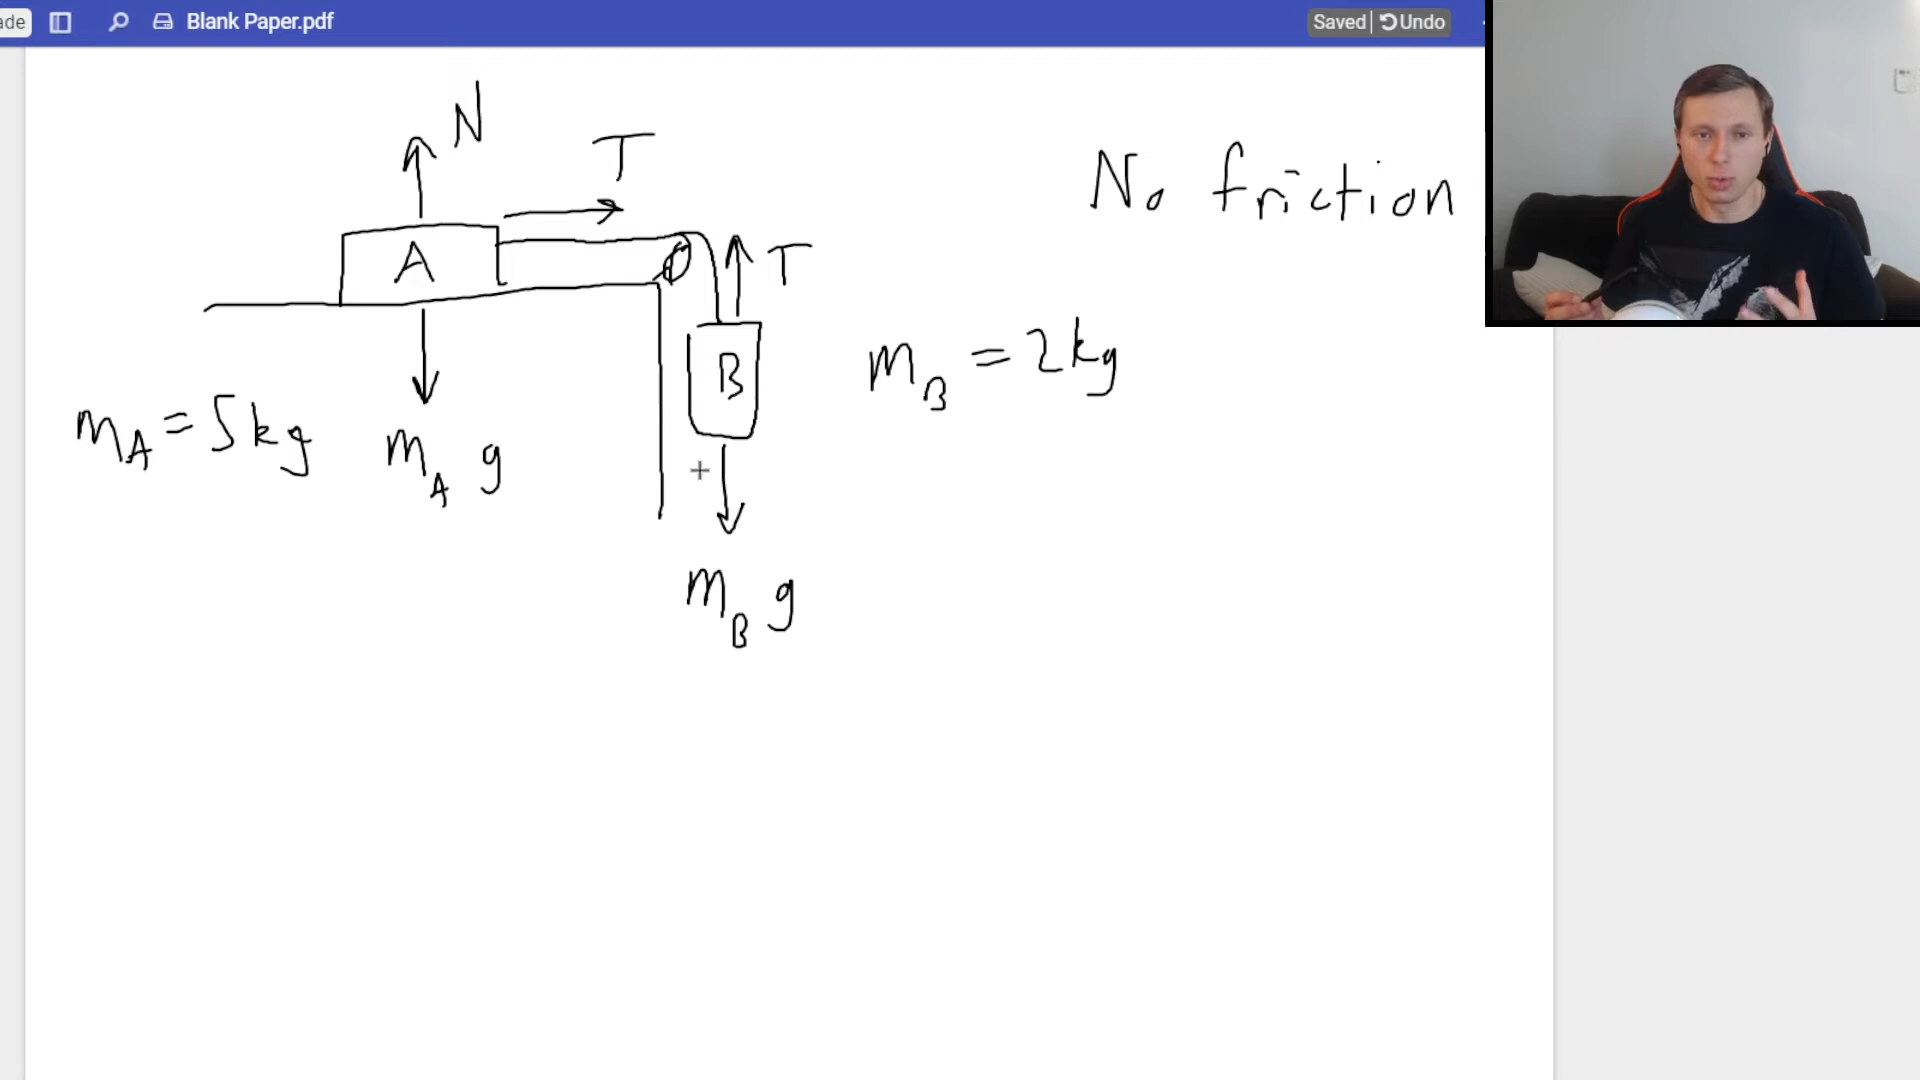 ade Blank Paper.pdf Saved Undo
N
T
No friction
A
T
B
m_B = 2kg
m_A = 5kg
m_A g
m_B g